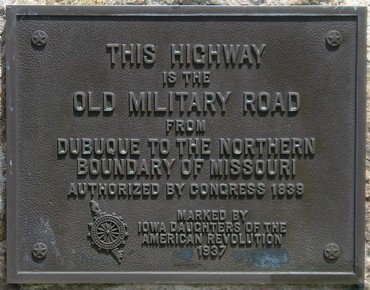 THIS HIGHWAY
IS THE
OLD MILITARY ROAD
FROM
DUBUQUE TO THE NORTHERN
BOUNDARY OF MISSOURI
AUTHORIZED BY CONGRESS 1839
MARKED BY
IOWA DAUGHTERS OF THE
AMERICAN REVOLUTION
1937